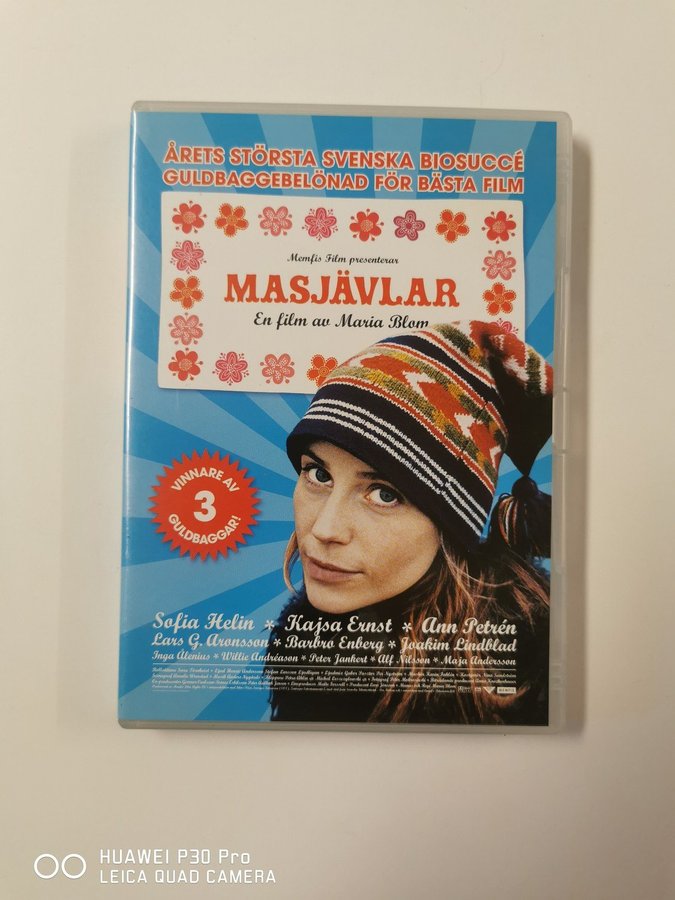 ÅRETS STÖRSTA SVENSKA BIOSUCCÉ
GULDBAGGEBELÖNAD FÖR BÄSTA FILM
Memfis Film presenterar
MASJÄVLAR
En film av Maria Blom
VINNARE AV
3
GULDBAGGAR!
Sofia Helin * Kajsa Ernst * Ann Petrén
Lars G. Aronsson * Barbro Enberg * Joakim Lindblad
Inga Ålenius * Willie Andréason * Peter Jankert * Alf Nilsson * Maja Andersson
HUAWEI P30 Pro
LEICA QUAD CAMERA